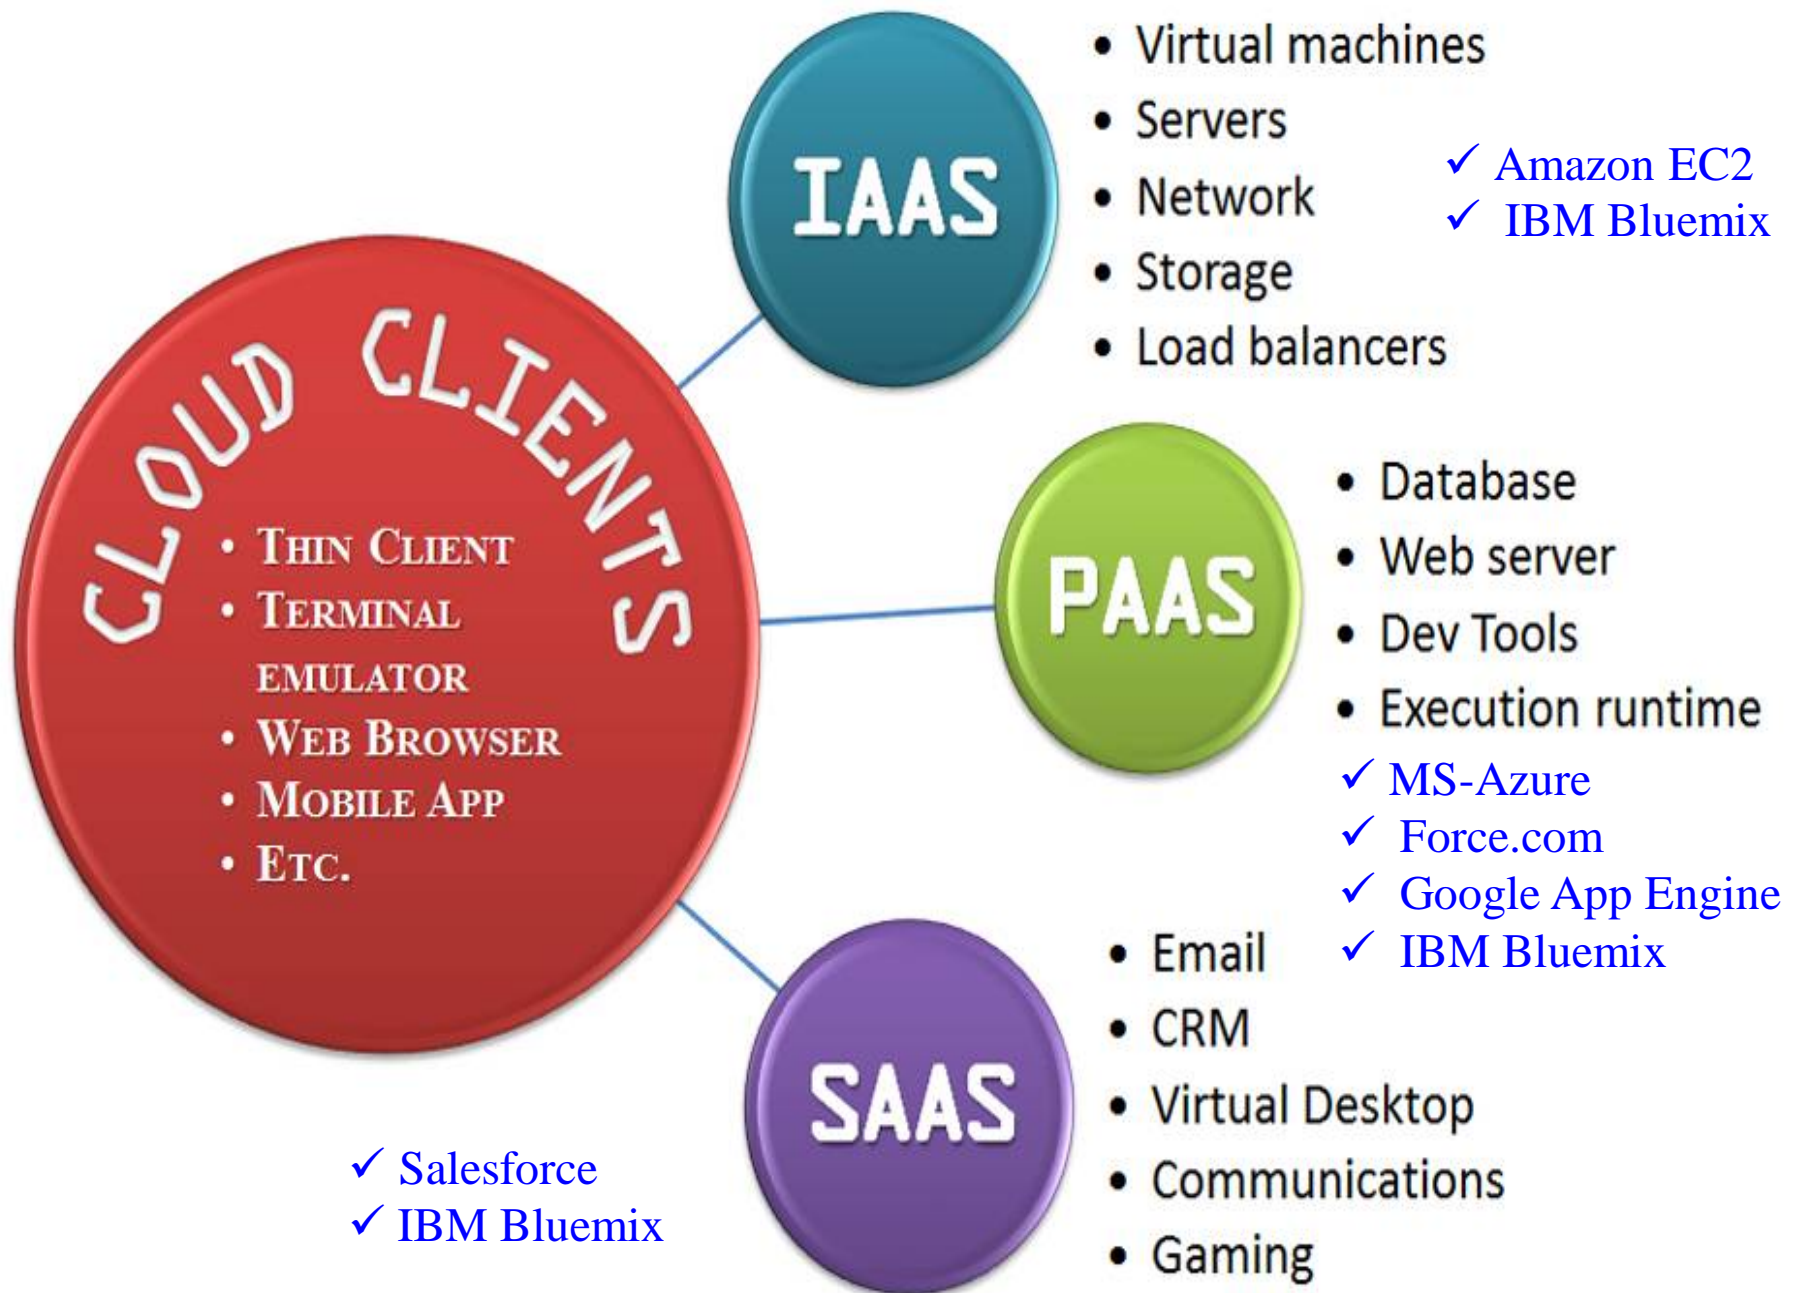 CLOUD CLIENTS
• THIN CLIENT
• TERMINAL
EMULATOR
• WEB BROWSER
• MOBILE APP
• ETC.
IAAS
• Virtual machines
• Servers
• Network
• Storage
• Load balancers
✓ Amazon EC2
✓ IBM Bluemix
PAAS
• Database
• Web server
• Dev Tools
• Execution runtime
✓ MS-Azure
✓ Force.com
✓ Google App Engine
✓ IBM Bluemix
SAAS
• Email
• CRM
• Virtual Desktop
• Communications
• Gaming
✓ Salesforce
✓ IBM Bluemix